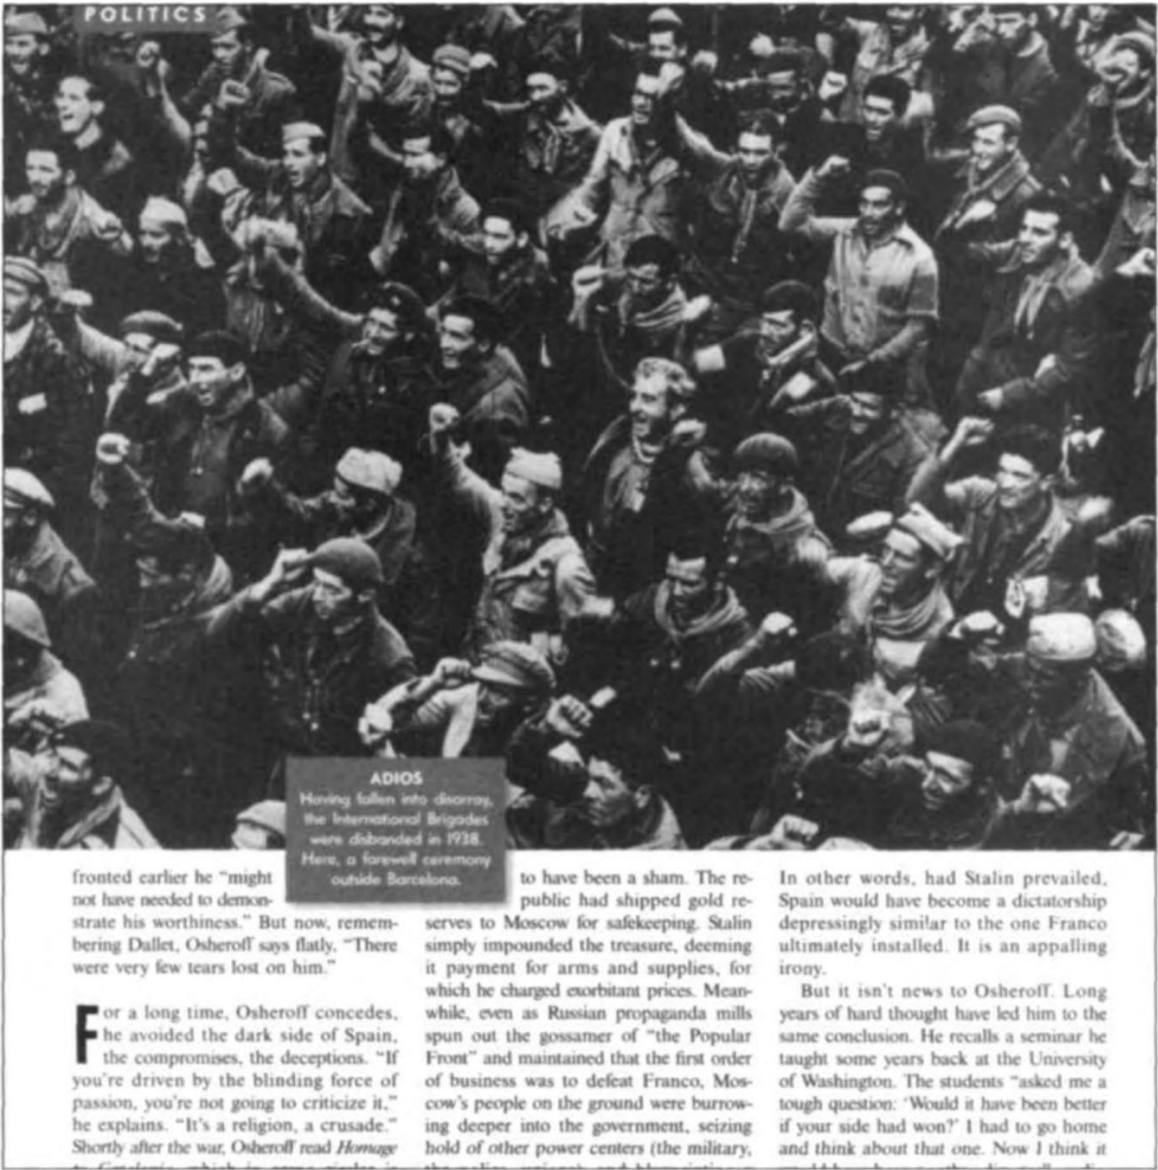 POLITICS
ADIOS
Having fallen into disarray,
the International Brigades
were disbanded in 1938.
Here, a farewell ceremony
outside Barcelona.
fronted earlier he "might
not have needed to demon-
strate his worthiness." But now, remem-
bering Dallet, Osheroff says flatly, "There
were very few tears lost on him."
For a long time, Osheroff concedes,
he avoided the dark side of Spain,
the compromises, the deceptions. "If
you're driven by the blinding force of
passion, you're not going to criticize it,"
he explains. "It's a religion, a crusade."
Shortly after the war, Osheroff read Homage
to have been a sham. The re-
public had shipped gold re-
serves to Moscow for safekeeping. Stalin
simply impounded the treasure, deeming
it payment for arms and supplies, for
which he charged exorbitant prices. Mean-
while, even as Russian propaganda mills
spun out the gossamer of "the Popular
Front" and maintained that the first order
of business was to defeat Franco, Mos-
cow's people on the ground were burrow-
ing deeper into the government, seizing
hold of other power centers (the military,
In other words, had Stalin prevailed,
Spain would have become a dictatorship
depressingly similar to the one Franco
ultimately installed. It is an appalling
irony.
But it isn't news to Osheroff. Long
years of hard thought have led him to the
same conclusion. He recalls a seminar he
taught some years back at the University
of Washington. The students "asked me a
tough question: 'Would it have been better
if your side had won?' I had to go home
and think about that one. Now I think it